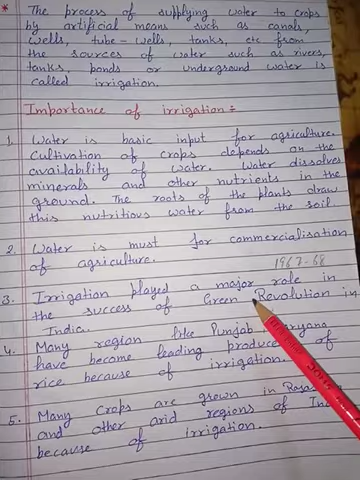 * The process of supplying water to crops
by artificial means such as canals,
wells, tube-wells, tanks, etc from
the sources of water such as rivers,
tanks, ponds or underground water is
called irrigation.
Importance of irrigation :-
1. Water is basic input for agriculture.
Cultivation of crops depends on the
availability of water. Water dissolves
minerals and other nutrients in the
ground. The roots of the plants draw
this nutritious water from the soil
2. Water is must for commercialisation
of agriculture.
1967-68
3. Irrigation played a major role in
the success of Green Revolution in
India.
4. Many region like Punjab
have become leading of
rice because of irrigation.
5. Many crops are grown in
and other arid regions of
because of irrigation.